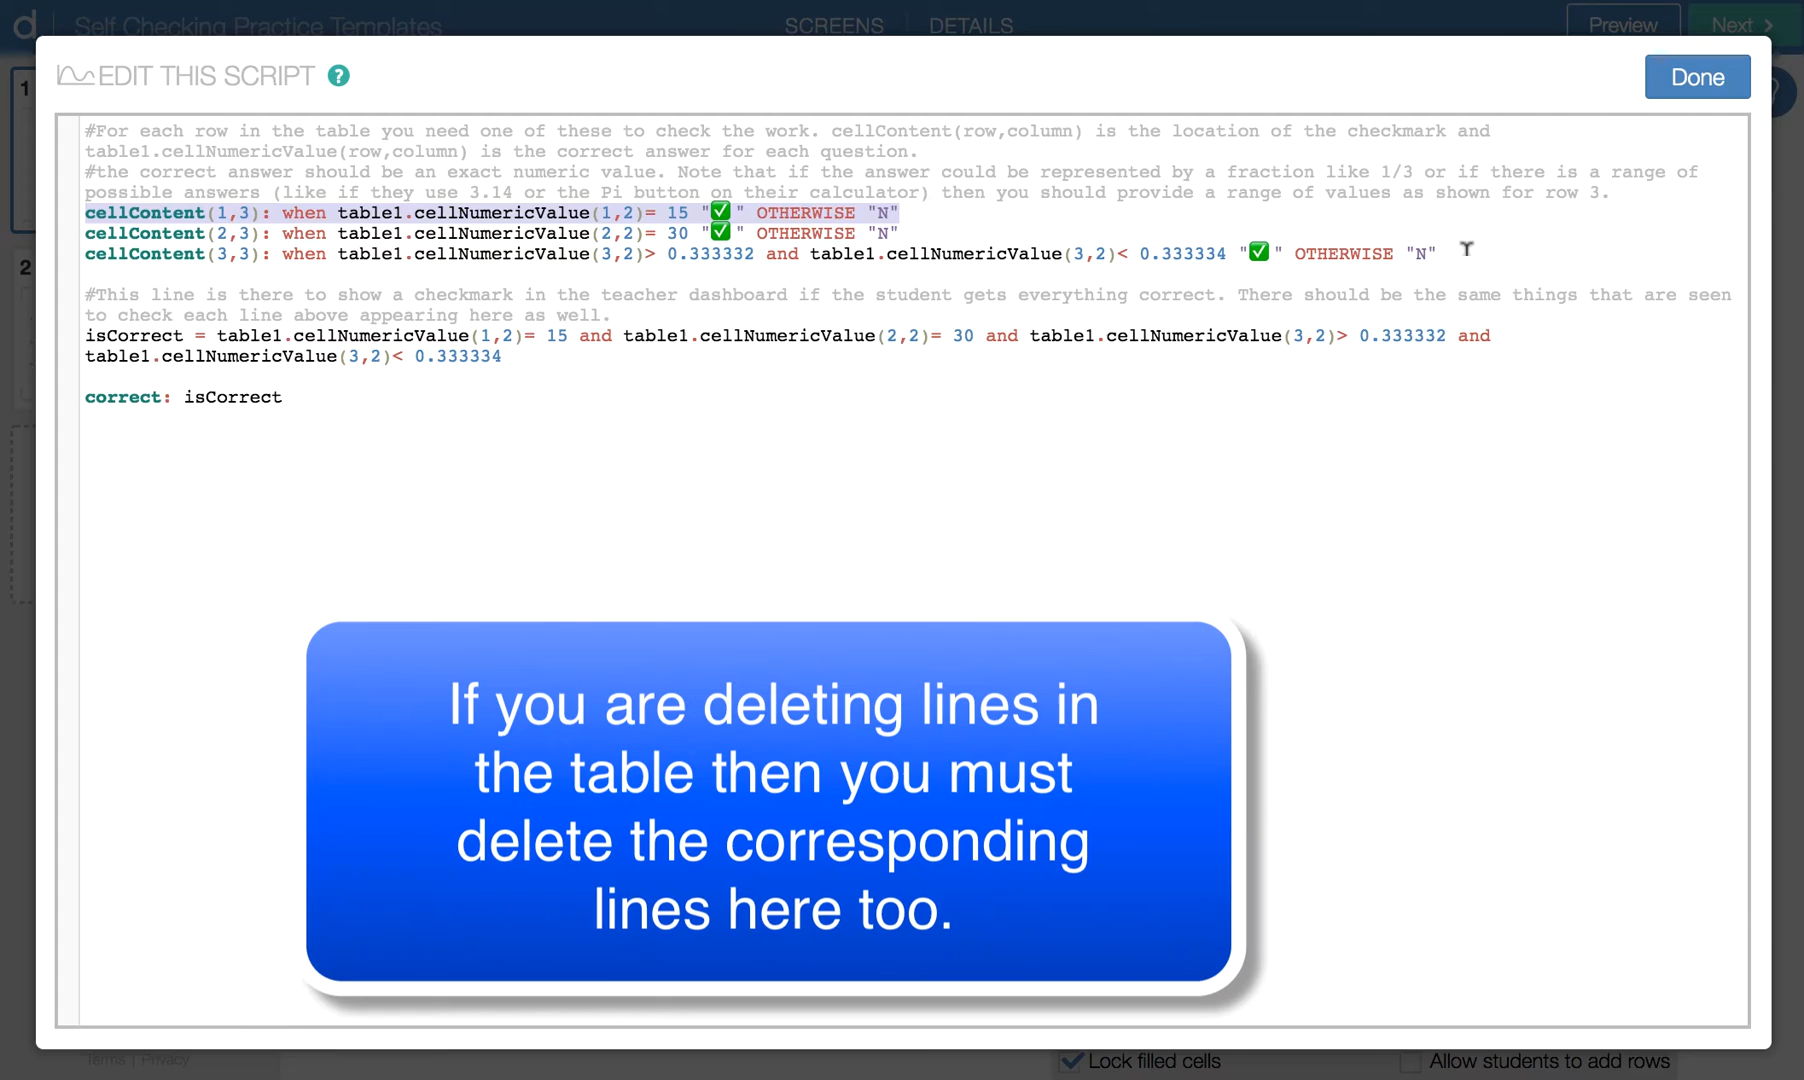 d Self Checking Practice Templates SCREENS DETAILS Preview Next >
EDIT THIS SCRIPT ? Done
1
2
#For each row in the table you need one of these to check the work. cellContent(row,column) is the location of the checkmark and
table1.cellNumericValue(row,column) is the correct answer for each question.
#the correct answer should be an exact numeric value. Note that if the answer could be represented by a fraction like 1/3 or if there is a range of
possible answers (like if they use 3.14 or the Pi button on their calculator) then you should provide a range of values as shown for row 3.
cellContent(1,3): when table1.cellNumericValue(1,2)= 15 "✅" OTHERWISE "N"
cellContent(2,3): when table1.cellNumericValue(2,2)= 30 "✅" OTHERWISE "N"
cellContent(3,3): when table1.cellNumericValue(3,2)> 0.333332 and table1.cellNumericValue(3,2)< 0.333334 "✅" OTHERWISE "N"
#This line is there to show a checkmark in the teacher dashboard if the student gets everything correct. There should be the same things that are seen
to check each line above appearing here as well.
isCorrect = table1.cellNumericValue(1,2)= 15 and table1.cellNumericValue(2,2)= 30 and table1.cellNumericValue(3,2)> 0.333332 and
table1.cellNumericValue(3,2)< 0.333334
correct: isCorrect
If you are deleting lines in
the table then you must
delete the corresponding
lines here too.
Terms | Privacy
Lock filled cells
Allow students to add rows